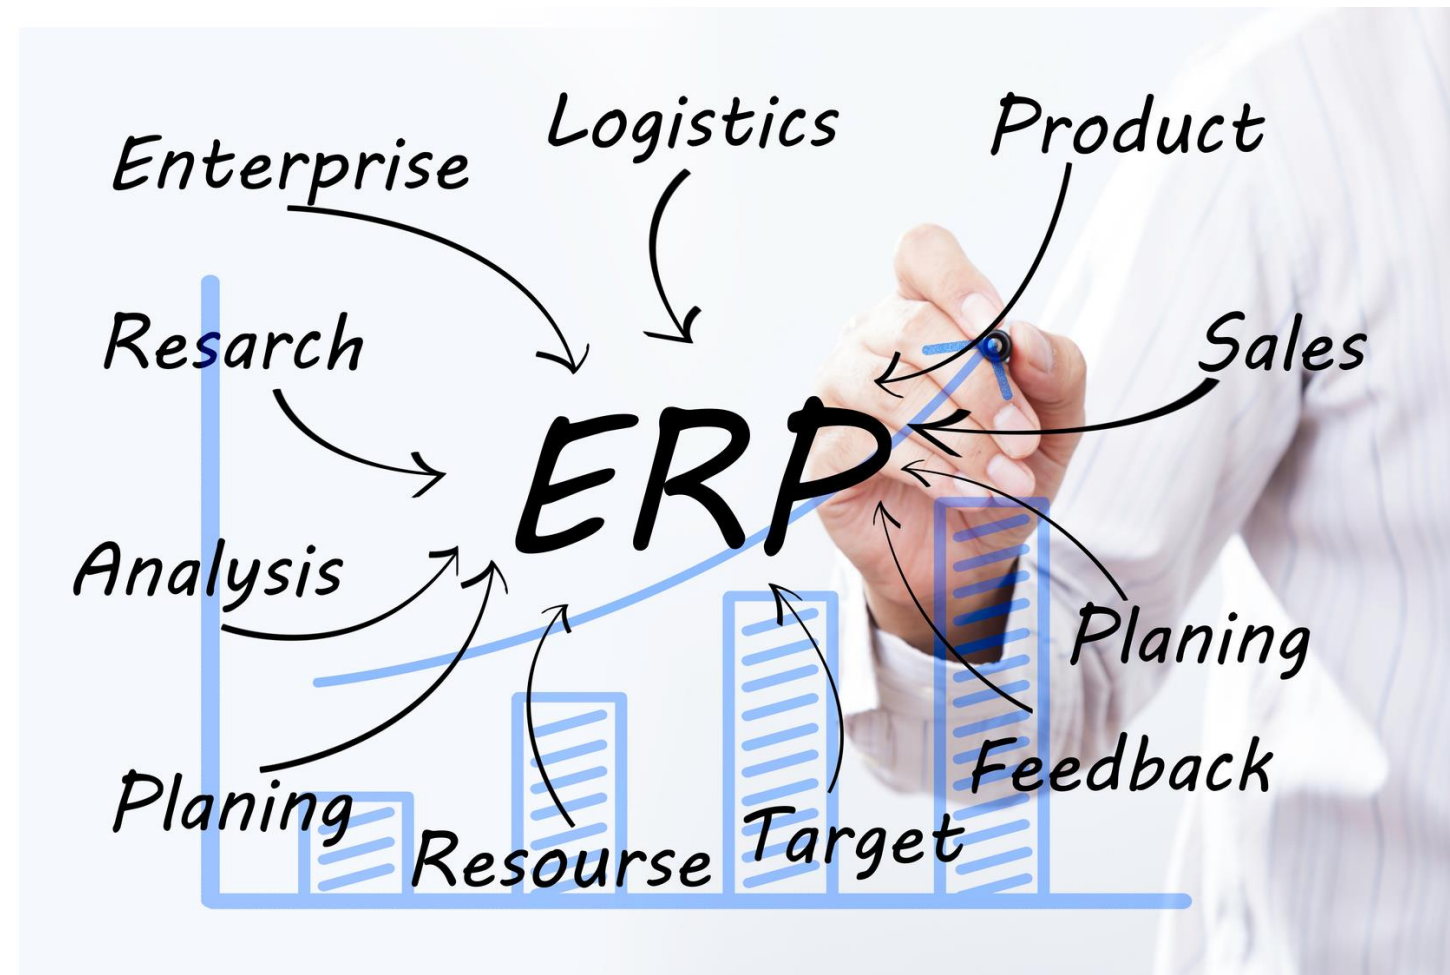 Logistics
Product
Enterprise
Resarch
Sales
ERP
Analysis
Planing
Planing
Feedback
Resourse
Target